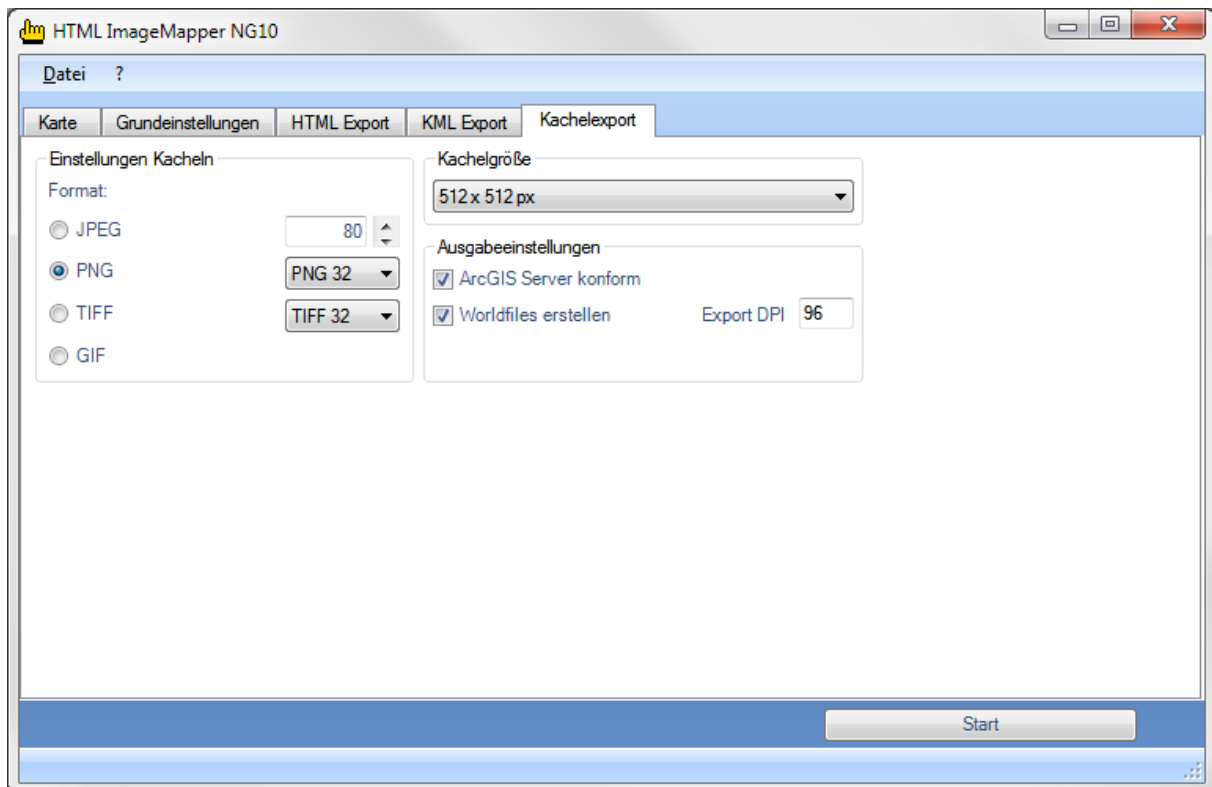 HTML ImageMapper NG10
Datei ?
Karte Grundeinstellungen HTML Export KML Export Kachelexport
Einstellungen Kacheln
Format:
JPEG 80
PNG PNG 32
TIFF TIFF 32
GIF
Kachelgröße
512 x 512 px
Ausgabeeinstellungen
ArcGIS Server konform
Worldfiles erstellen Export DPI 96
Start